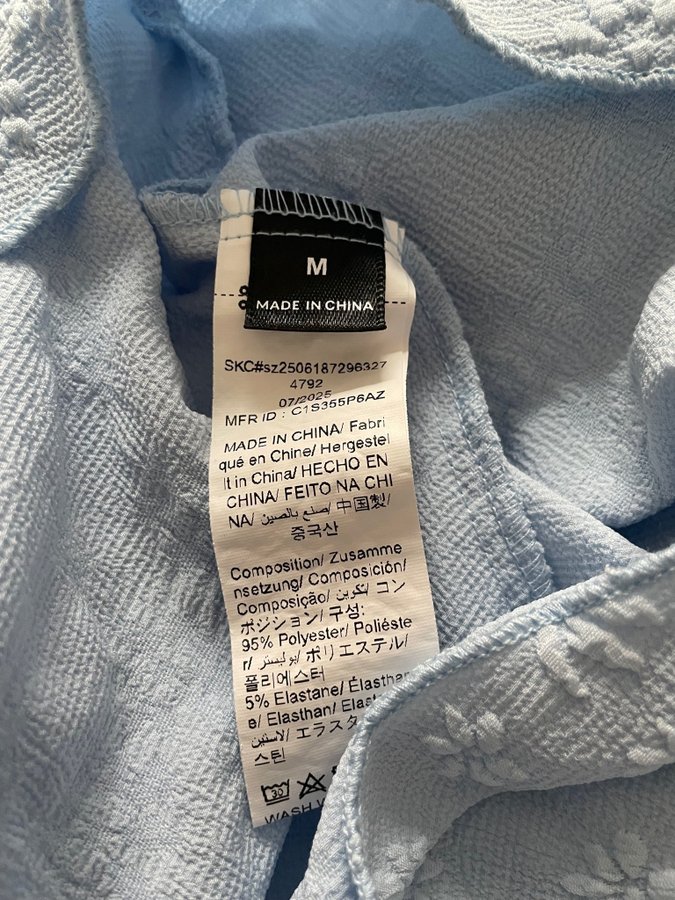 M
MADE IN CHINA
SKC#sz2506187296327
4792
07/2025
MFR ID : C1S355P6AZ
MADE IN CHINA/ Fabri
qué en Chine/ Hergestel
lt in China/ HECHO EN
CHINA/ FEITO NA CHI
NA/ صنع بالصين/ 中国製/
중국산
Composition/ Zusamme
nsetzung/ Composición/
Composição/ تكوين/ コン
ポジション/ 구성:
95% Polyester/ Poliéste
r/ بوليستر/ ポリエステル/
폴리에스터
5% Elastane/ Élasthan
e/ Elasthan/
لاستين/ エラスタ
스틴
30
WASH